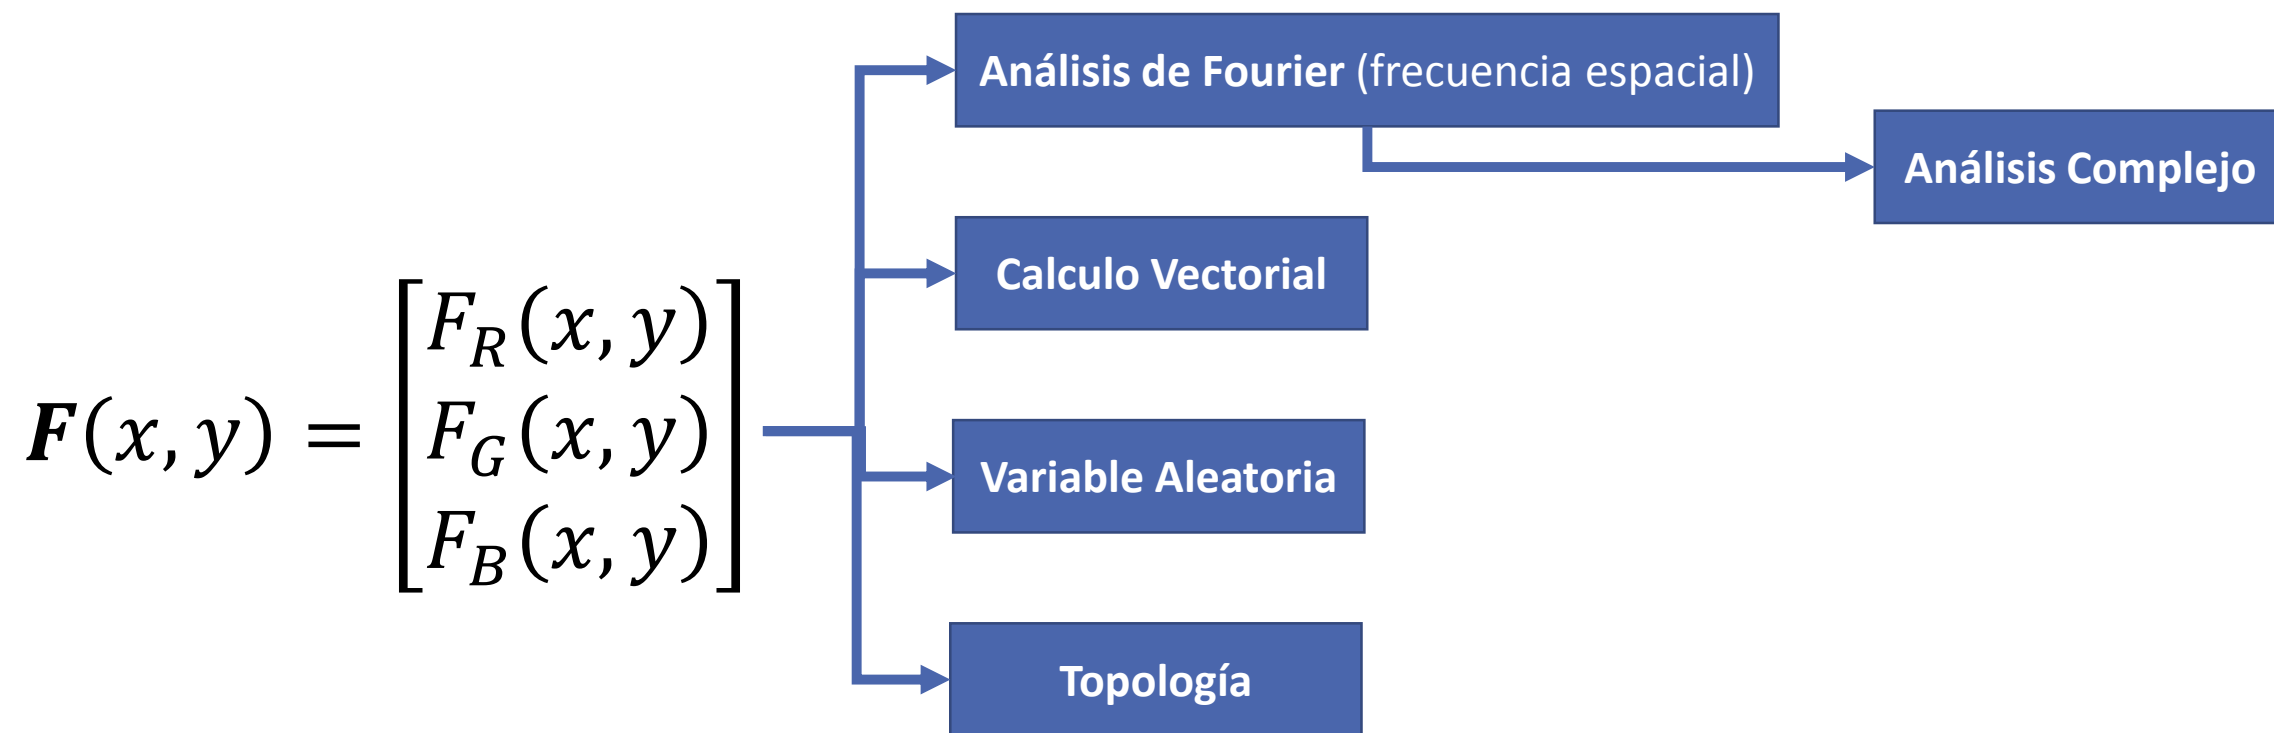 Análisis de Fourier (frecuencia espacial)
Análisis Complejo
Calculo Vectorial
F(x, y) = [F_R(x, y)
F_G(x, y)
F_B(x, y)]
Variable Aleatoria
Topología